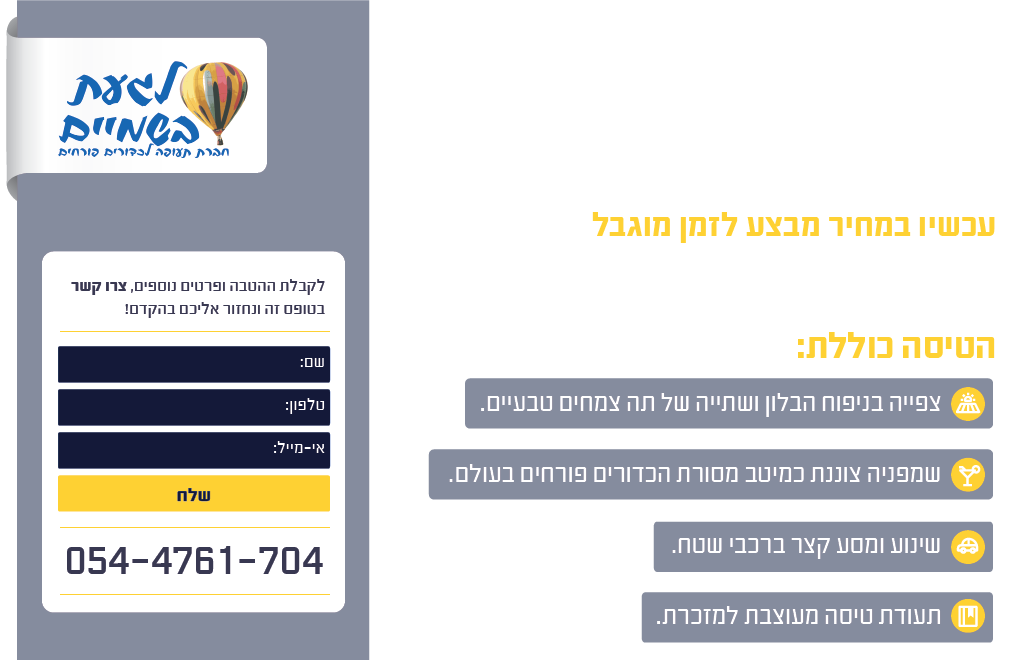 לגעת
בשמיים
חברת תעופה לכדורים פורחים
עכשיו במחיר מבצע לזמן מוגבל
הטיסה כוללת:
צפייה בניפוח הבלון ושתייה של תה צמחים טבעיים.
שמפניה צוננת כמיטב מסורת הכדורים פורחים בעולם.
שינוע ומסע קצר ברכבי שטח.
תעודת טיסה מעוצבת למזכרת.
לקבלת ההטבה ופרטים נוספים, צרו קשר
בטופס זה ונחזור אליכם בהקדם!
שם:
טלפון:
אי-מייל:
שלח
054-4761-704